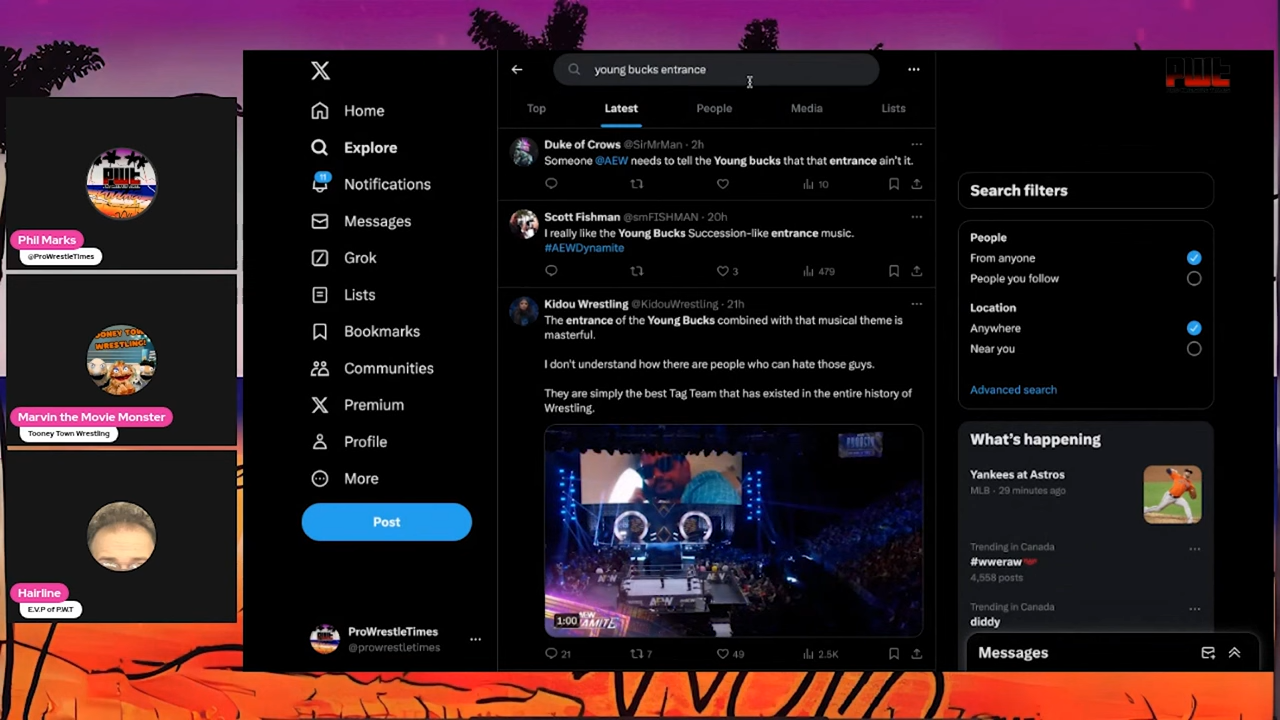 Phil Marks
@ProWrestleTimes
TOONEY TOWN
WRESTLING!
Marvin the Movie Monster
Tooney Town Wrestling
Hairline
E.V.P of P.W.T
Home
Explore
11
Notifications
Messages
Grok
Lists
Bookmarks
Communities
Premium
Profile
More
Post
ProWrestleTimes
@prowrestletimes
young bucks entrance
Top
Latest
People
Media
Lists
Duke of Crows @SirMrMan · 2h
Someone @AEW needs to tell the Young bucks that that entrance ain't it.
10
Scott Fishman @smFISHMAN · 20h
I really like the Young Bucks Succession-like entrance music.
#AEWDynamite
3
479
Kidou Wrestling @KidouWrestling · 21h
The entrance of the Young Bucks combined with that musical theme is
masterful.
I don't understand how there are people who can hate those guys.
They are simply the best Tag Team that has existed in the entire history of
Wrestling.
1:00
21
7
49
2.5K
PWT
Search filters
People
From anyone
People you follow
Location
Anywhere
Near you
Advanced search
What's happening
Yankees at Astros
MLB · 29 minutes ago
Trending in Canada
#wweraw
4,558 posts
Trending in Canada
diddy
Messages